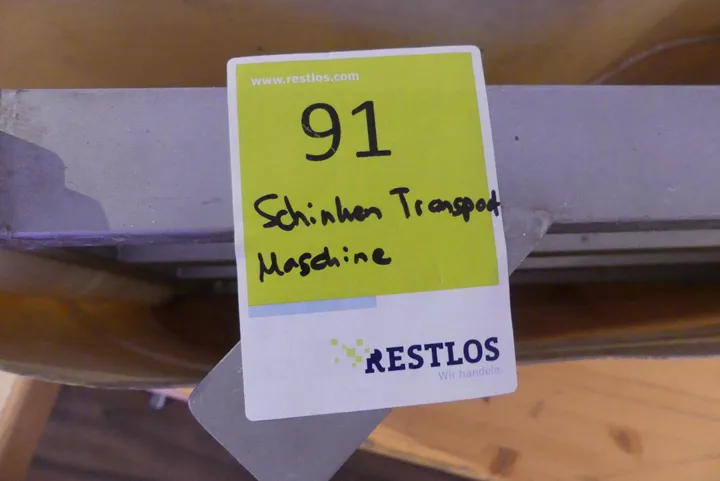 www.restlos.com
91
Schinken Transport
Maschine
RESTLOS
Wir handeln.